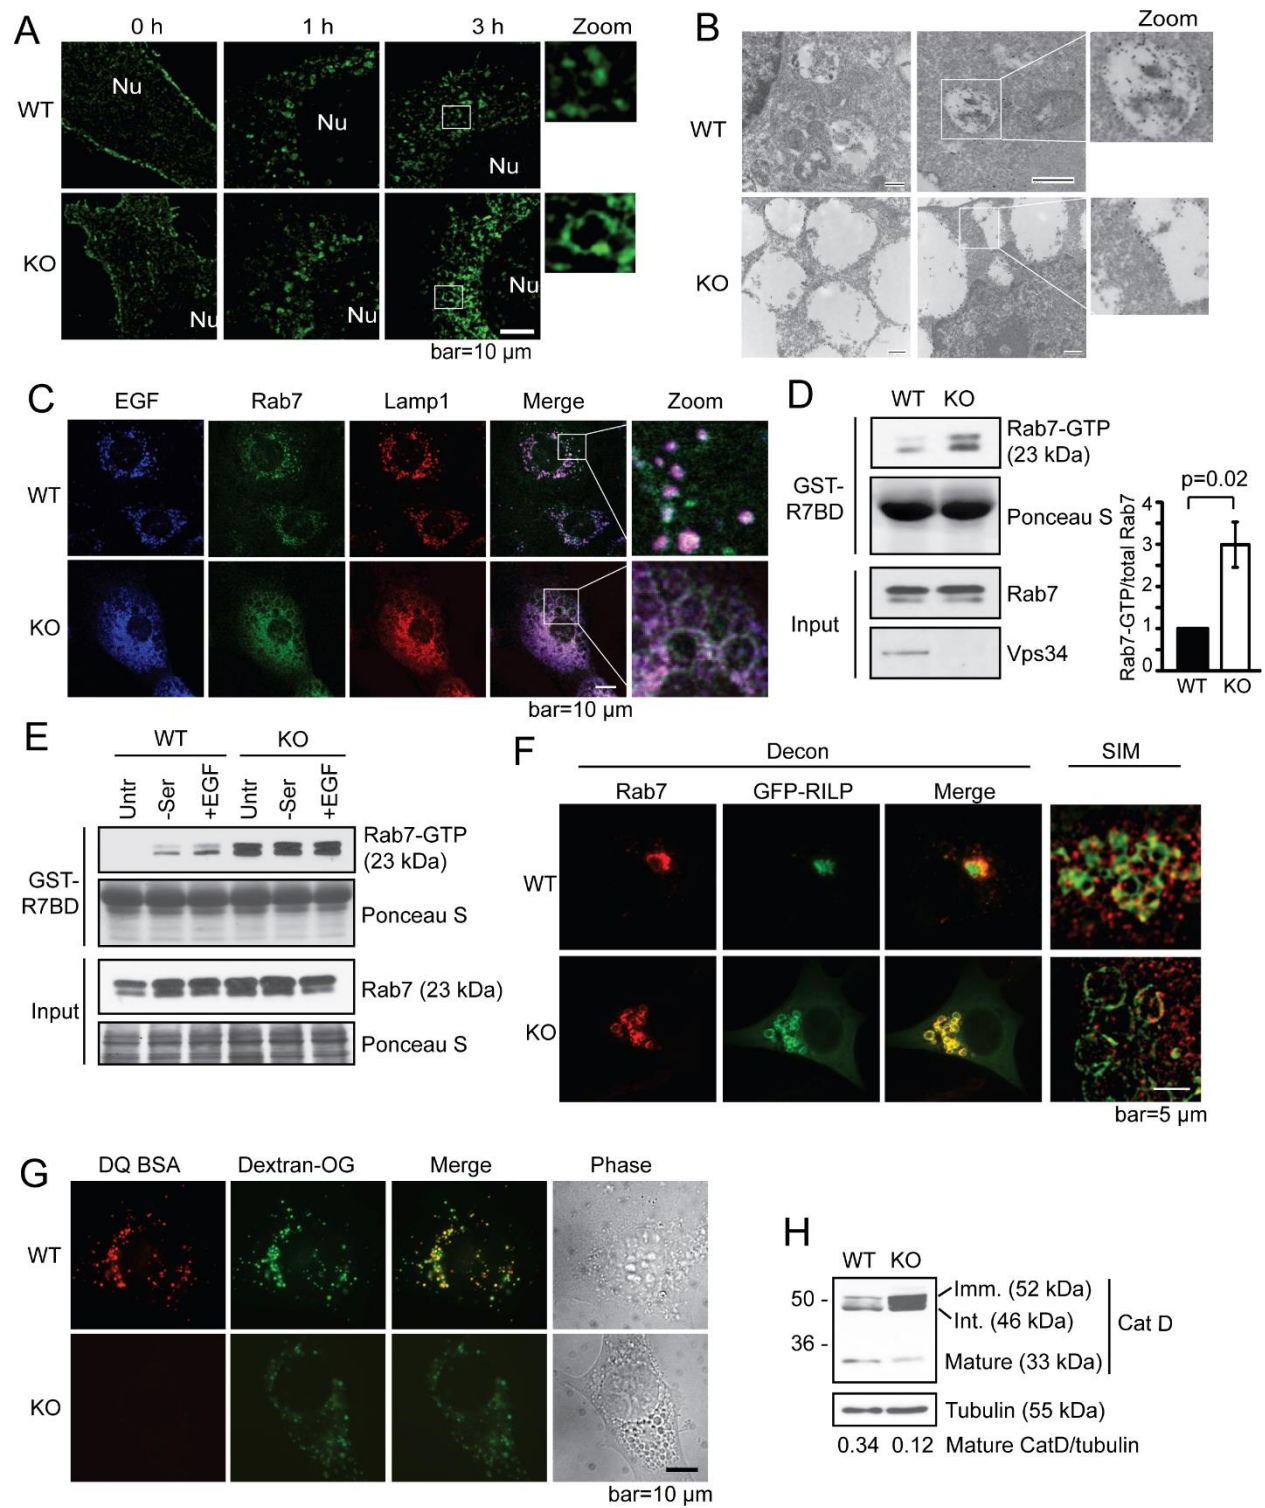 A
0 h
1 h
3 h
Zoom
WT
Nu
Nu
Nu
KO
Nu
Nu
Nu
bar=10 µm
B
Zoom
WT
KO
C
EGF
Rab7
Lamp1
Merge
Zoom
WT
KO
bar=10 µm
D
WT
KO
GST-
R7BD
Rab7-GTP
(23 kDa)
Ponceau S
Input
Rab7
Vps34
p=0.02
Rab7-GTP/total Rab7
5
4
3
2
1
0
WT
KO
E
WT
KO
Untr
-Ser
+EGF
Untr
-Ser
+EGF
GST-
R7BD
Rab7-GTP
(23 kDa)
Ponceau S
Input
Rab7 (23 kDa)
Ponceau S
F
Decon
SIM
Rab7
GFP-RILP
Merge
WT
KO
bar=5 µm
G
DQ BSA
Dextran-OG
Merge
Phase
WT
KO
bar=10 µm
H
WT
KO
50 -
36 -
Imm. (52 kDa)
Int. (46 kDa)
Mature (33 kDa)
Cat D
Tubulin (55 kDa)
0.34 0.12 Mature CatD/tubulin